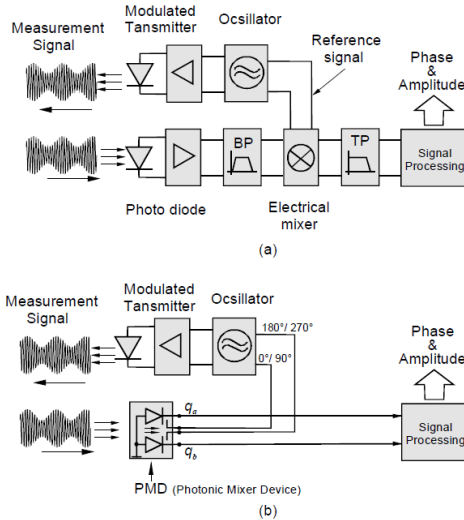 Modulated
Tansmitter
Ocsillator
Measurement
Signal
Reference
signal
Phase
&
Amplitude
BP
TP
Signal
Processing
Photo diode
Electrical
mixer
(a)
Modulated
Tansmitter
Ocsillator
Measurement
Signal
180°/ 270°
0°/ 90°
Phase
&
Amplitude
qa
qb
Signal
Processing
PMD (Photonic Mixer Device)
(b)